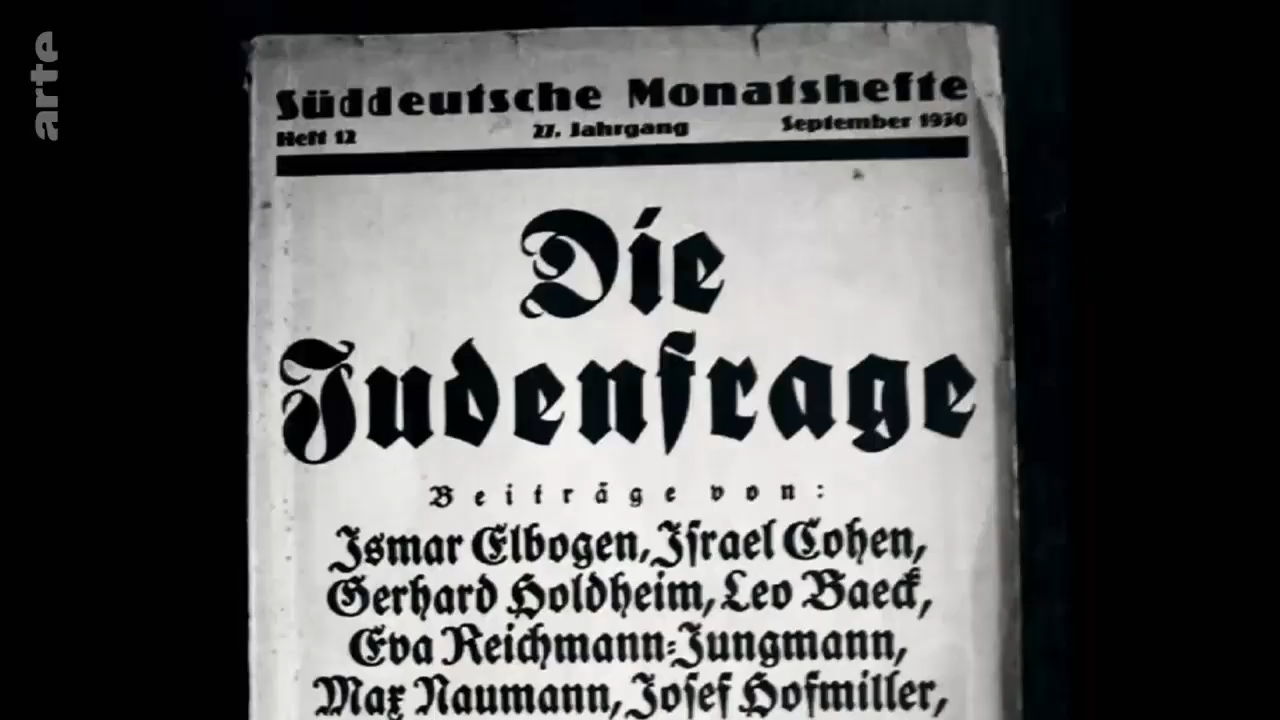 arte
Süddeutsche Monatshefte
Heft 12 27. Jahrgang September 1930
Die
Judenfrage
Beiträge von:
Ismar Elbogen, Israel Cohen,
Gerhard Holdheim, Leo Baeck,
Eva Reichmann-Jungmann,
Max Naumann, Josef Hofmiller,